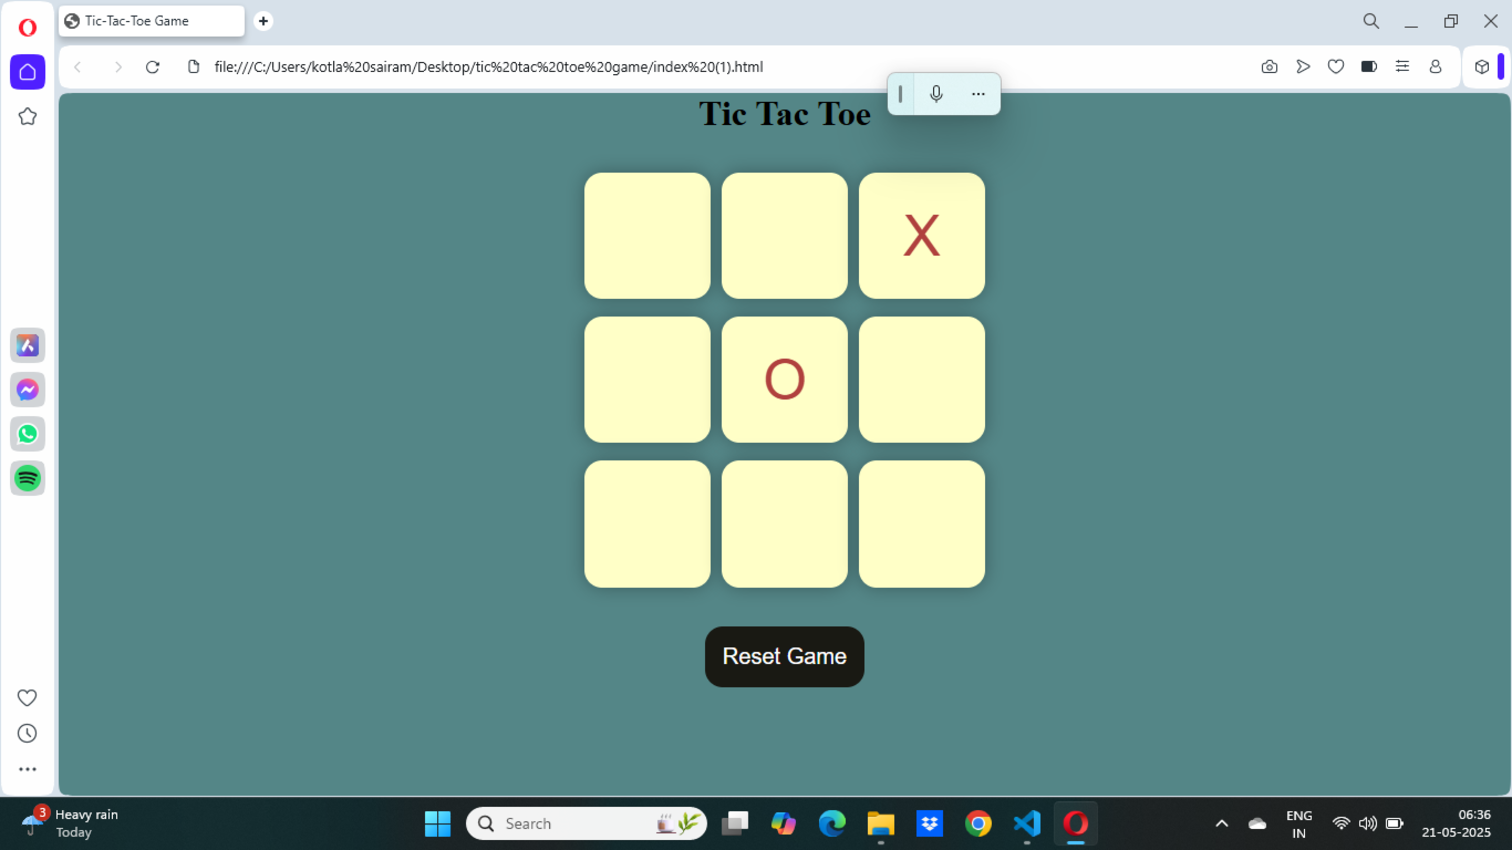 Tic-Tac-Toe Game
file:///C:/Users/kotla%20sairam/Desktop/tic%20tac%20toe%20game/index%20(1).html
Tic Tac Toe
X
O
Reset Game
3
Heavy rain
Today
Search
ENG
IN
06:36
21-05-2025